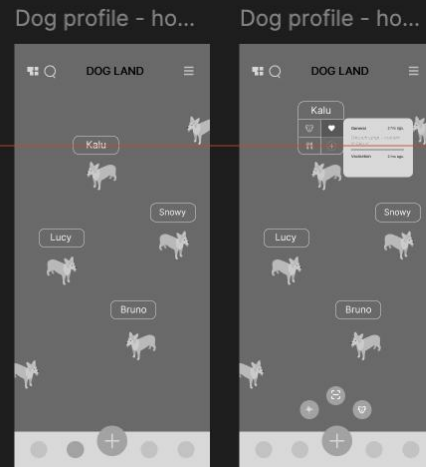 Dog profile - ho...
DOG LAND
Kalu
Snowy
Lucy
Bruno
Dog profile - ho...
DOG LAND
Kalu
General
Vaccination
Snowy
Lucy
Bruno